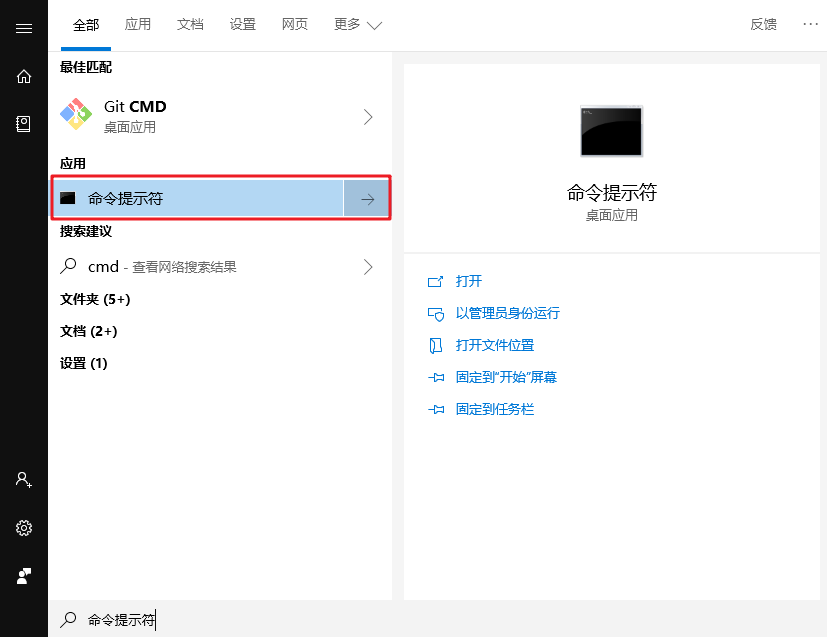 全部 应用 文档 设置 网页 更多 反馈 ···
最佳匹配
Git CMD
桌面应用
应用
命令提示符
搜索建议
cmd - 查看网络搜索结果
文件夹 (5+)
文档 (2+)
设置 (1)
命令提示符
桌面应用
打开
以管理员身份运行
打开文件位置
固定到"开始"屏幕
固定到任务栏
命令提示符